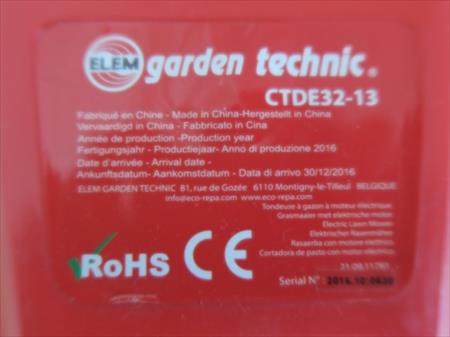 ELEM garden technic®
CTDE32-13
Fabriqué en Chine - Made in China-Hergestellt in China
Vervaardigd in China - Fabbricato in Cina
Année de production -Production year
Fertigungsjahr - Productiejaar- Anno di produzione 2016
Date d'arrivée - Arrival date -
Ankunftsdatum- Aankomstdatum - Data di arrivo 30/12/2016
ELEM GARDEN TECHNIC 81, rue de Gozée 6110 Montigny-le-Tilleul BELGIQUE
info@eco-repa.com www.eco-repa.com
Tondeuse à gazon à moteur électrique
Grasmaaier met elektrische motor
Electric Lawn Mower
Elektrischer Rasenmäher
Rasaerba con motore elettrico
Cortadora de pasto con motor eléctrico
RoHS CE
Serial N°